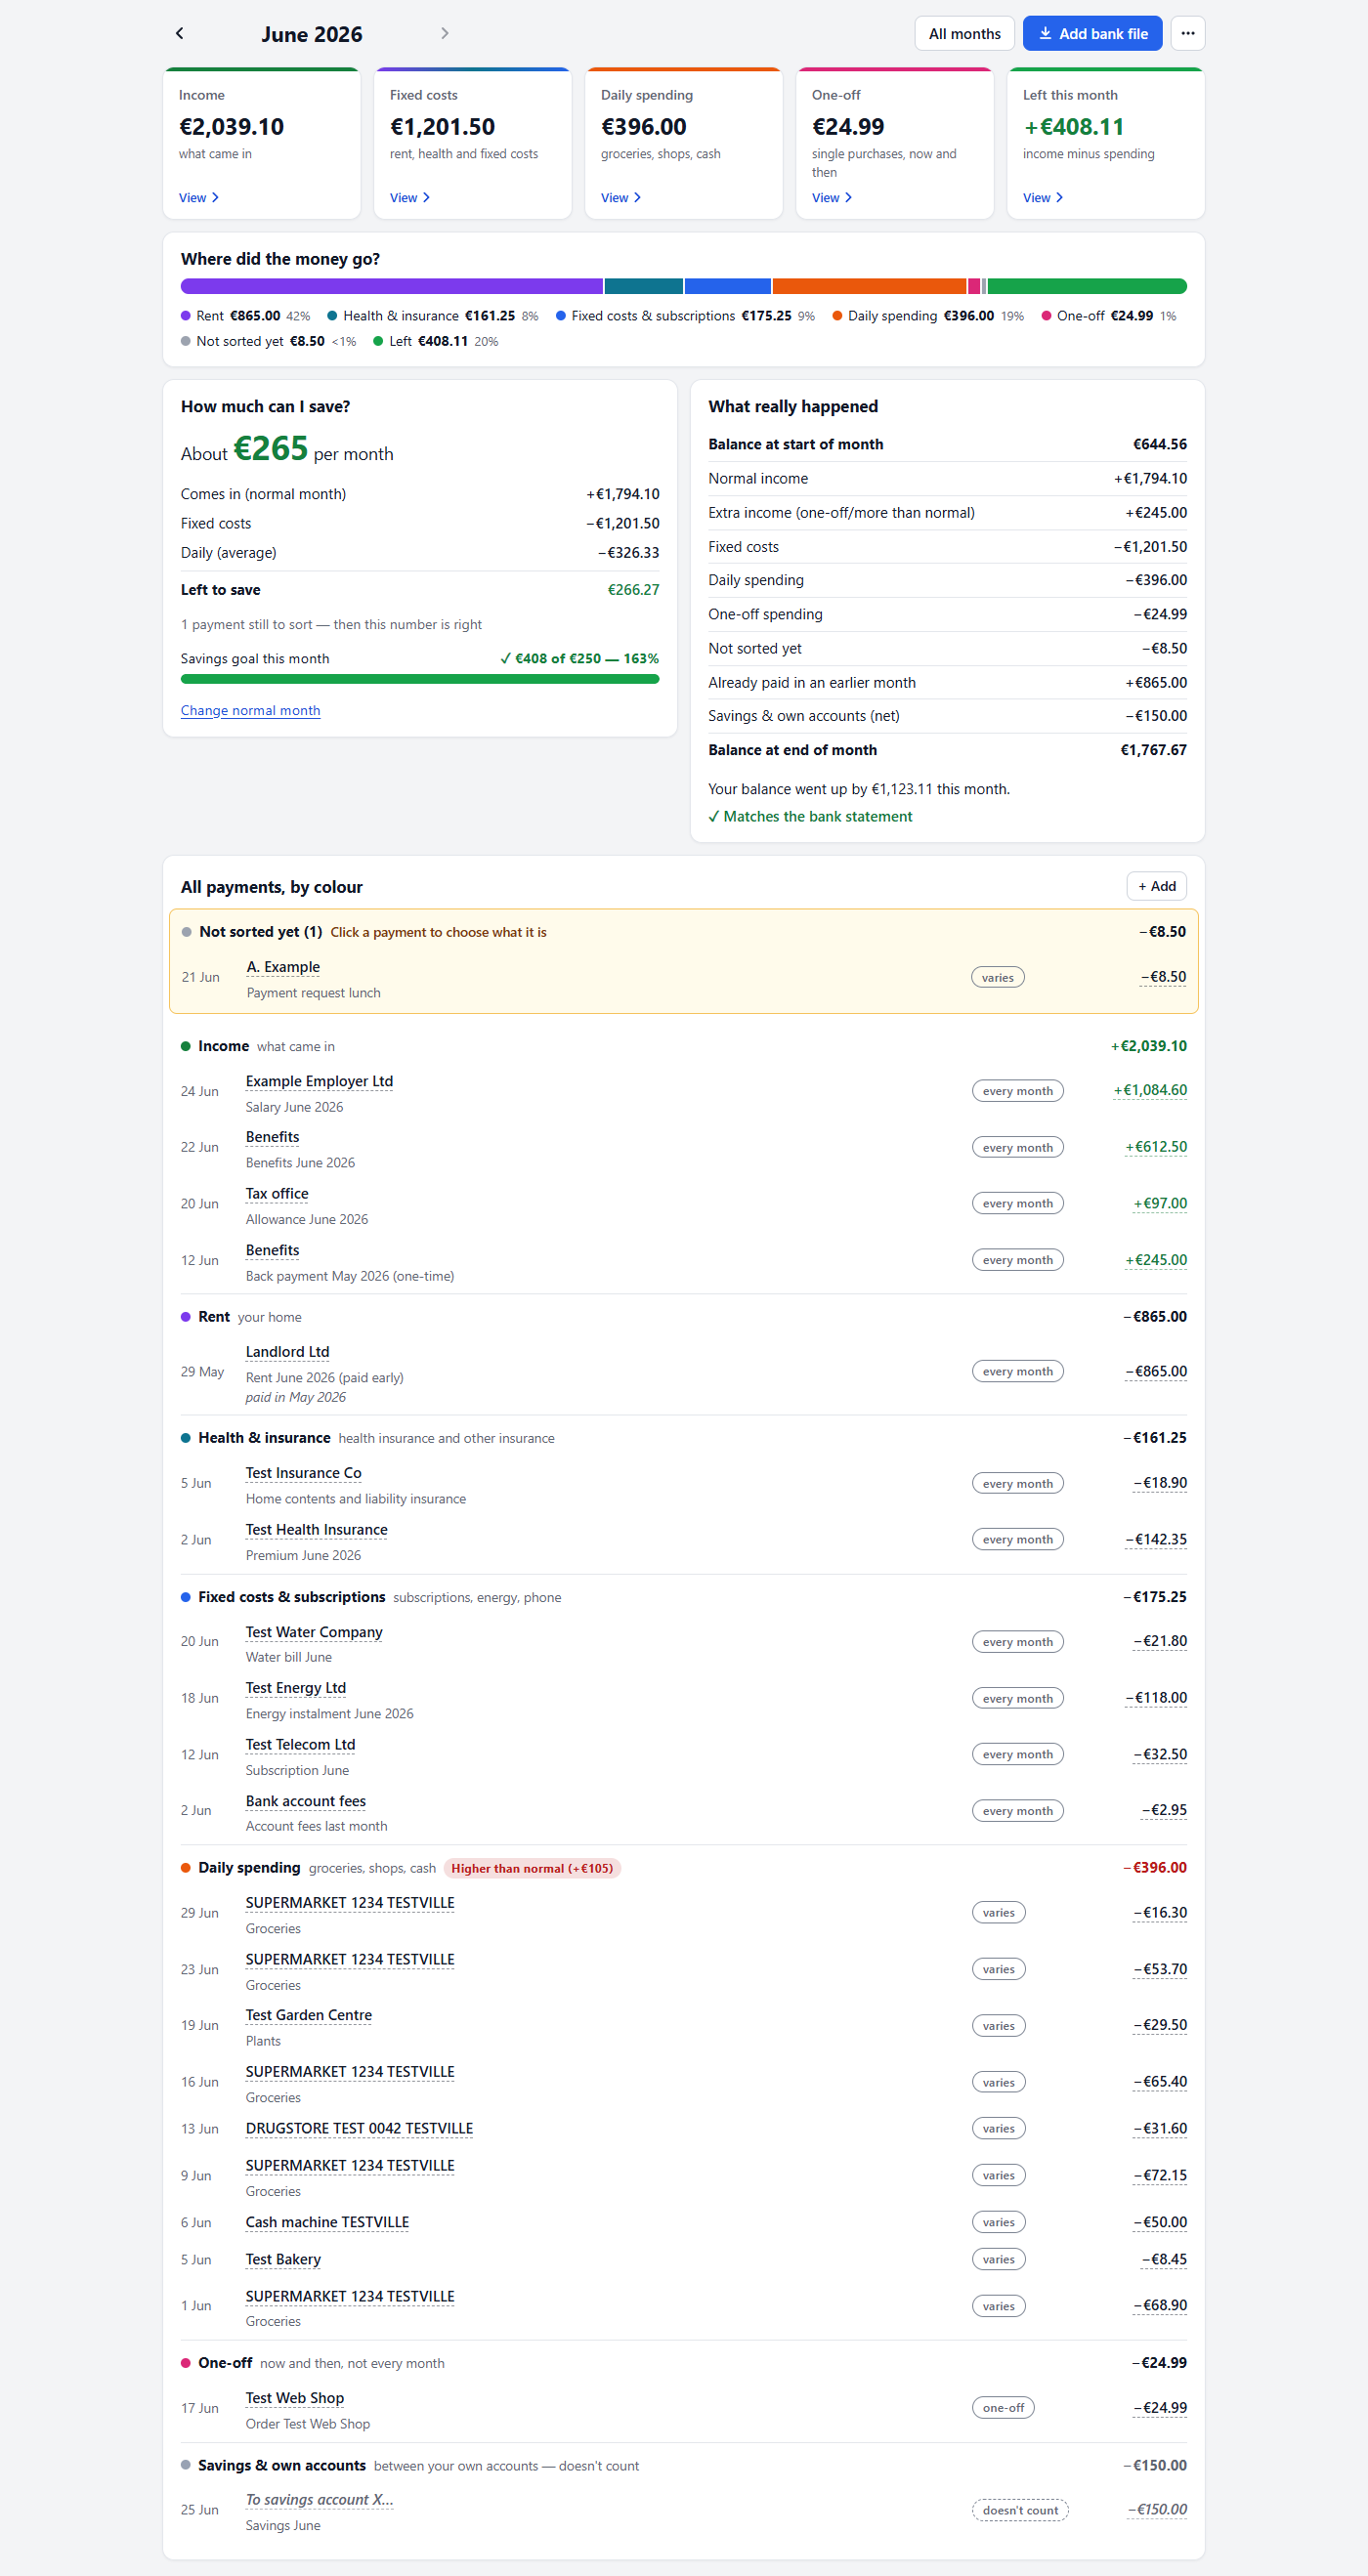 June 2026
All months
Add bank file
Income
€2,039.10
what came in
View
Fixed costs
€1,201.50
rent, health and fixed costs
View
Daily spending
€396.00
groceries, shops, cash
View
One-off
€24.99
single purchases, now and
then
View
Left this month
+€408.11
income minus spending
View
Where did the money go?
Rent €865.00 42% Health & insurance €161.25 8% Fixed costs & subscriptions €175.25 9% Daily spending €396.00 19% One-off €24.99 1%
Not sorted yet €8.50 <1% Left €408.11 20%
How much can I save?
About €265 per month
Comes in (normal month) +€1,794.10
Fixed costs −€1,201.50
Daily (average) −€326.33
Left to save €266.27
1 payment still to sort — then this number is right
Savings goal this month ✓ €408 of €250 — 163%
Change normal month
What really happened
Balance at start of month €644.56
Normal income +€1,794.10
Extra income (one-off/more than normal) +€245.00
Fixed costs −€1,201.50
Daily spending −€396.00
One-off spending −€24.99
Not sorted yet −€8.50
Already paid in an earlier month +€865.00
Savings & own accounts (net) −€150.00
Balance at end of month €1,767.67
Your balance went up by €1,123.11 this month.
✓ Matches the bank statement
All payments, by colour
+ Add
Not sorted yet (1) Click a payment to choose what it is −€8.50
21 Jun A. Example varies −€8.50
Payment request lunch
Income what came in +€2,039.10
24 Jun Example Employer Ltd every month +€1,084.60
Salary June 2026
22 Jun Benefits every month +€612.50
Benefits June 2026
20 Jun Tax office every month +€97.00
Allowance June 2026
12 Jun Benefits every month +€245.00
Back payment May 2026 (one-time)
Rent your home −€865.00
29 May Landlord Ltd every month −€865.00
Rent June 2026 (paid early)
paid in May 2026
Health & insurance health insurance and other insurance −€161.25
5 Jun Test Insurance Co every month −€18.90
Home contents and liability insurance
2 Jun Test Health Insurance every month −€142.35
Premium June 2026
Fixed costs & subscriptions subscriptions, energy, phone −€175.25
20 Jun Test Water Company every month −€21.80
Water bill June
18 Jun Test Energy Ltd every month −€118.00
Energy instalment June 2026
12 Jun Test Telecom Ltd every month −€32.50
Subscription June
2 Jun Bank account fees every month −€2.95
Account fees last month
Daily spending groceries, shops, cash Higher than normal (+€105) −€396.00
29 Jun SUPERMARKET 1234 TESTVILLE varies −€16.30
Groceries
23 Jun SUPERMARKET 1234 TESTVILLE varies −€53.70
Groceries
19 Jun Test Garden Centre varies −€29.50
Plants
16 Jun SUPERMARKET 1234 TESTVILLE varies −€65.40
Groceries
13 Jun DRUGSTORE TEST 0042 TESTVILLE varies −€31.60
9 Jun SUPERMARKET 1234 TESTVILLE varies −€72.15
Groceries
6 Jun Cash machine TESTVILLE varies −€50.00
5 Jun Test Bakery varies −€8.45
1 Jun SUPERMARKET 1234 TESTVILLE varies −€68.90
Groceries
One-off now and then, not every month −€24.99
17 Jun Test Web Shop one-off −€24.99
Order Test Web Shop
Savings & own accounts between your own accounts — doesn't count −€150.00
25 Jun To savings account X... doesn't count −€150.00
Savings June